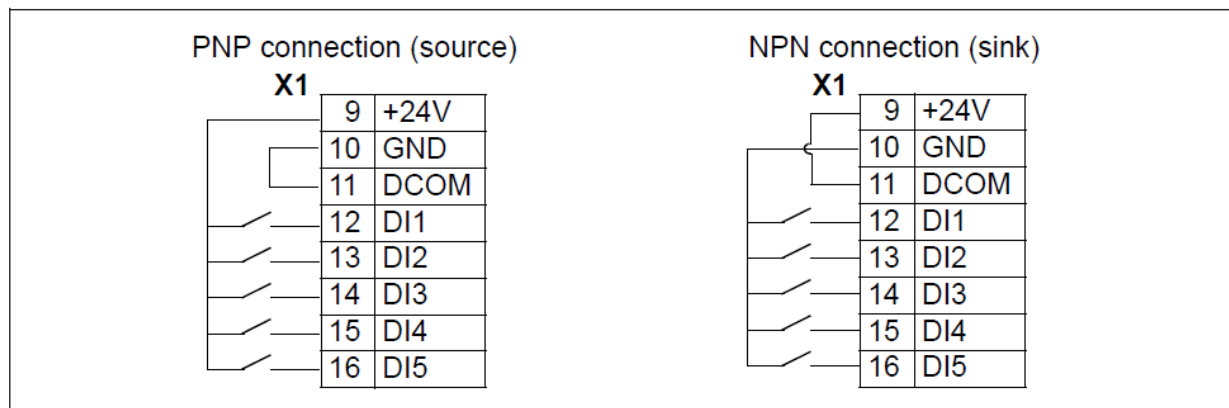 PNP connection (source)
X1
9 +24V
10 GND
11 DCOM
12 DI1
13 DI2
14 DI3
15 DI4
16 DI5
NPN connection (sink)
X1
9 +24V
10 GND
11 DCOM
12 DI1
13 DI2
14 DI3
15 DI4
16 DI5